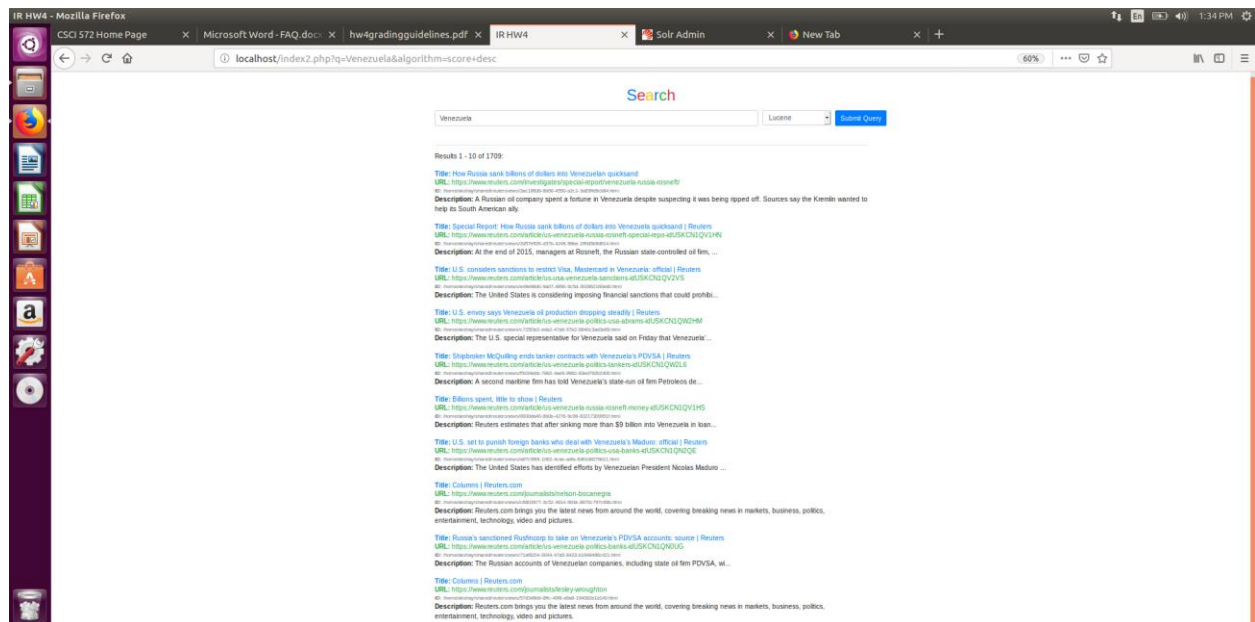 IR HW4 - Mozilla Firefox
En
1:34 PM
CSCI 572 Home Page
Microsoft Word - FAQ.docx
hw4gradingguidelines.pdf
IR HW4
Solr Admin
New Tab
localhost/index2.php?q=Venezuela&algorithm=score+desc
60%
Search
Venezuela
Lucene
Submit Query
Results 1 - 10 of 1709:
Title: How Russia sank billions of dollars into Venezuelan quicksand
URL: https://www.reuters.com/investigates/special-report/venezuela-russia-rosneft/
ID:
Description: A Russian oil company spent a fortune in Venezuela despite suspecting it was being ripped off. Sources say the Kremlin wanted to
help its South American ally.
Title: Special Report: How Russia sank billions of dollars into Venezuela quicksand | Reuters
URL: https://www.reuters.com/article/us-venezuela-russia-rosneft-special-repo-idUSKCN1QV1HN
ID:
Description: At the end of 2015, managers at Rosneft, the Russian state-controlled oil firm, ...
Title: U.S. considers sanctions to restrict Visa, Mastercard in Venezuela: official | Reuters
URL: https://www.reuters.com/article/us-usa-venezuela-sanctions-idUSKCN1QV2VS
ID:
Description: The United States is considering imposing financial sanctions that could prohibi...
Title: U.S. envoy says Venezuela oil production dropping steadily | Reuters
URL: https://www.reuters.com/article/us-venezuela-politics-usa-abrams-idUSKCN1QW2HM
ID:
Description: The U.S. special representative for Venezuela said on Friday that Venezuela'...
Title: Shipbroker McQuilling ends tanker contracts with Venezuela's PDVSA | Reuters
URL: https://www.reuters.com/article/us-venezuela-politics-tankers-idUSKCN1QW2L6
ID:
Description: A second maritime firm has told Venezuela's state-run oil firm Petroleos de...
Title: Billions spent, little to show | Reuters
URL: https://www.reuters.com/article/us-venezuela-russia-rosneft-money-idUSKCN1QV1HS
ID:
Description: Reuters estimates that after sinking more than $9 billion into Venezuela in loan...
Title: U.S. set to punish foreign banks who deal with Venezuela's Maduro: official | Reuters
URL: https://www.reuters.com/article/us-venezuela-politics-usa-banks-idUSKCN1QN2QE
ID:
Description: The United States has identified efforts by Venezuelan President Nicolas Maduro ...
Title: Columns | Reuters.com
URL: https://www.reuters.com/journalists/nelson-bocanegra
ID:
Description: Reuters.com brings you the latest news from around the world, covering breaking news in markets, business, politics,
entertainment, technology, video and pictures.
Title: Russia's sanctioned Rusfincorp to take on Venezuela's PDVSA accounts: source | Reuters
URL: https://www.reuters.com/article/us-venezuela-politics-banks-idUSKCN1QN0UG
ID:
Description: The Russian accounts of Venezuelan companies, including state oil firm PDVSA, wi...
Title: Columns | Reuters.com
URL: https://www.reuters.com/journalists/lesley-wroughton
ID:
Description: Reuters.com brings you the latest news from around the world, covering breaking news in markets, business, politics,
entertainment, technology, video and pictures.